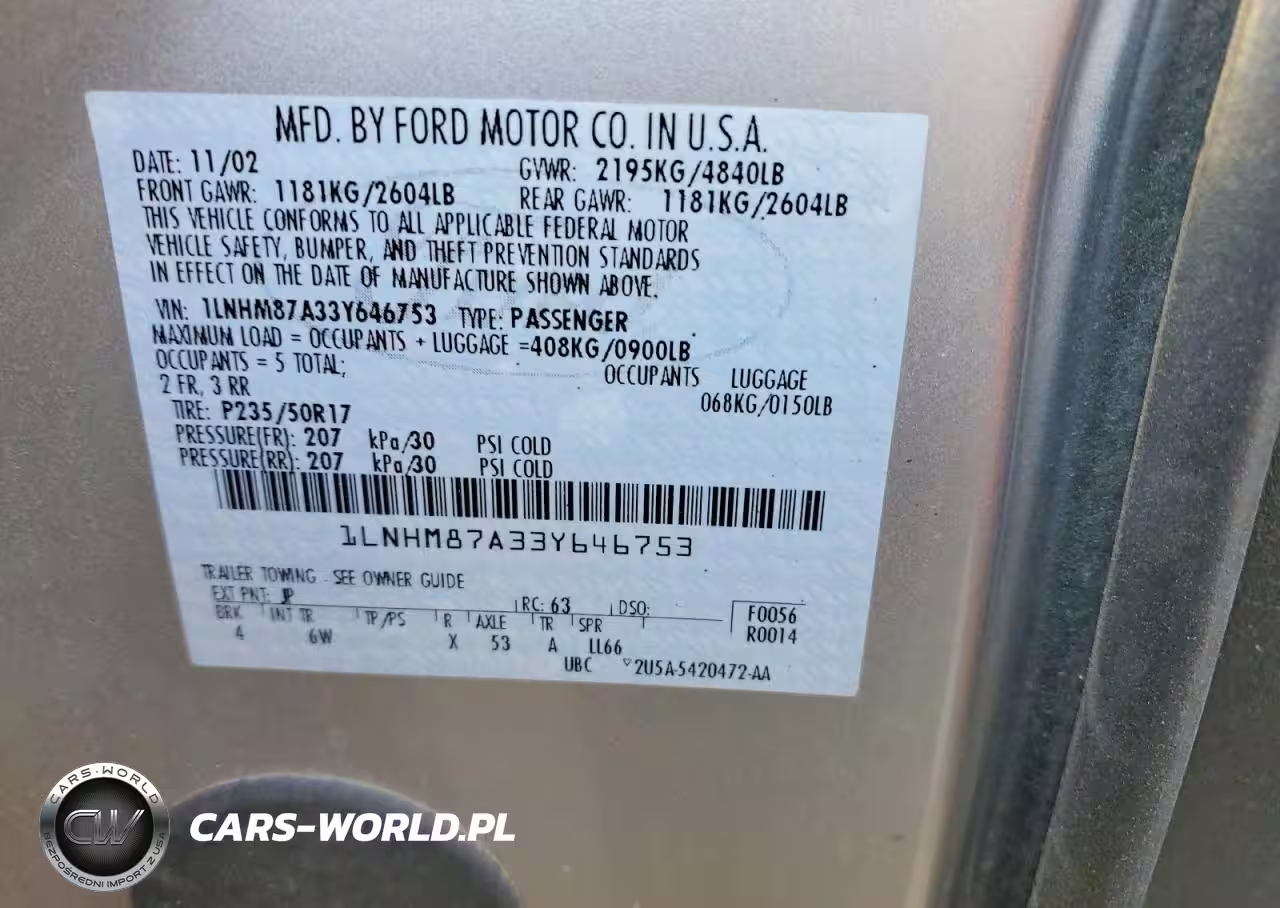 MFD. BY FORD MOTOR CO. IN U.S.A.
DATE: 11/02 GVWR: 2195KG/4840LB
FRONT GAWR: 1181KG/2604LB REAR GAWR: 1181KG/2604LB
THIS VEHICLE CONFORMS TO ALL APPLICABLE FEDERAL MOTOR
VEHICLE SAFETY, BUMPER, AND THEFT PREVENTION STANDARDS
IN EFFECT ON THE DATE OF MANUFACTURE SHOWN ABOVE.
VIN: 1LNHM87A33Y646753 TYPE: PASSENGER
MAXIMUM LOAD = OCCUPANTS + LUGGAGE =408KG/0900LB
OCCUPANTS = 5 TOTAL; OCCUPANTS LUGGAGE
2 FR, 3 RR 068KG/0150LB
TIRE: P235/50R17
PRESSURE(FR): 207 kPa/30 PSI COLD
PRESSURE(RR): 207 kPa/30 PSI COLD
1LNHM87A33Y646753
TRAILER TOWING - SEE OWNER GUIDE
EXT PNT: JP RC: 63 DSO: F0056
BRK INT TR TP/PS R AXLE TR SPR R0014
4 6W X 53 A LL66
UBC ▽2U5A-5420472-AA
CARS-WORLD
CW
BEZPOŚREDNI IMPORT Z USA
CARS-WORLD.PL